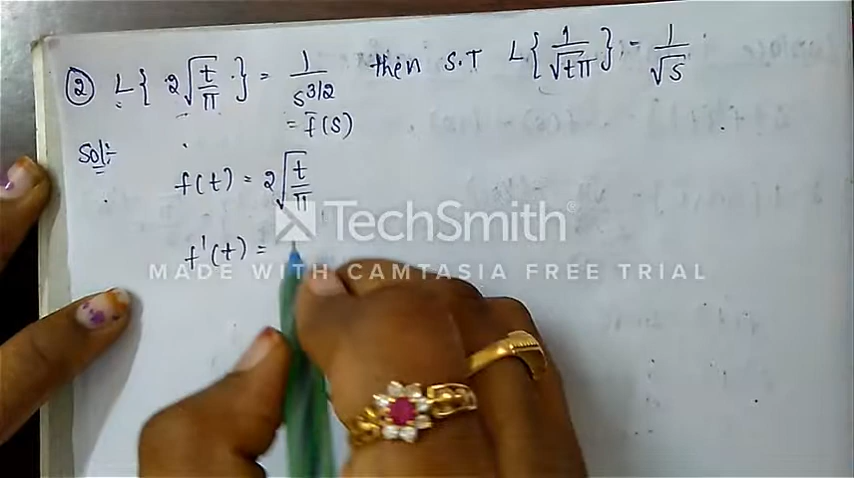 ② L{ 2√(t/π) } = 1/s^{3/2} then S.T L{ 1/√(tπ) } = 1/√s
= f̄(s)
Sol:-
f(t) = 2√(t/π)
TechSmith®
f'(t) =
MADE WITH CAMTASIA FREE TRIAL